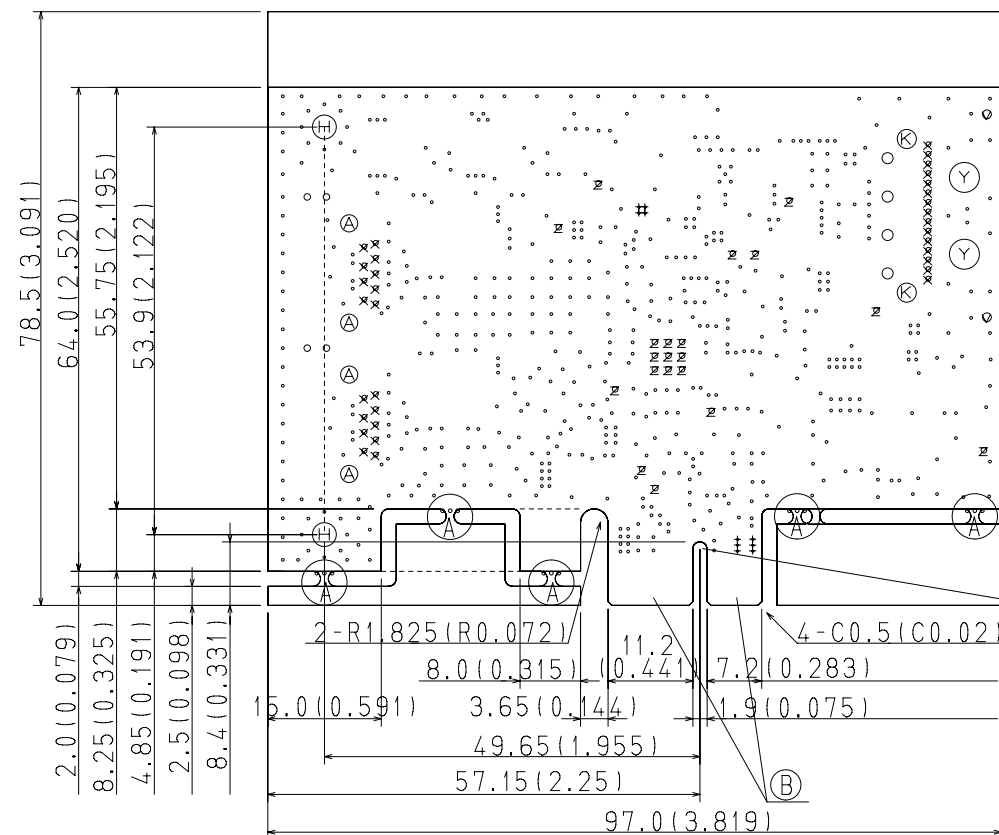 78.5(3.091)
64.0(2.520)
55.75(2.195)
53.9(2.122)
H
K
Y
A
Y
K
A
A
A
H
A
A
A
A
A
A
2.0(0.079)
8.25(0.325)
4.85(0.191)
2.5(0.098)
8.4(0.331)
2-R1.825(R0.072)
4-C0.5(C0.02)
8.0(0.315)
11.2
(0.441)
7.2(0.283)
15.0(0.591)
3.65(0.144)
1.9(0.075)
49.65(1.955)
57.15(2.25)
B
97.0(3.819)